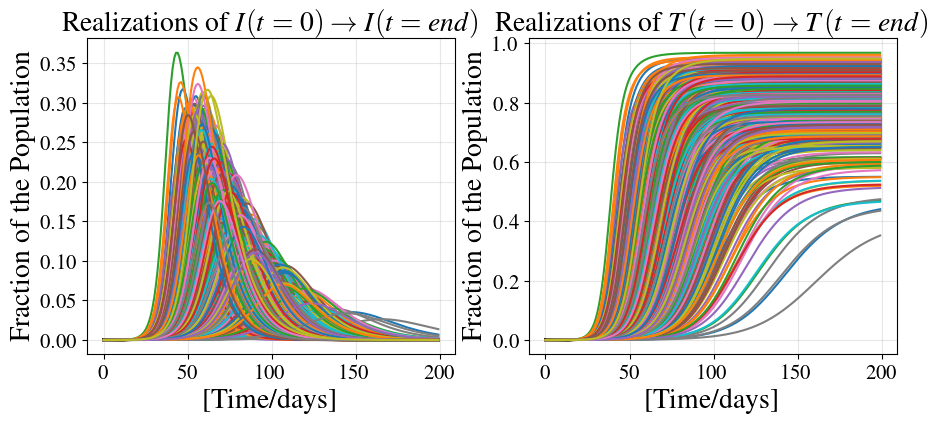 Realizations of I(t = 0) → I(t = end)
Fraction of the Population
0.35
0.30
0.25
0.20
0.15
0.10
0.05
0.00
0 50 100 150 200
[Time/days]
Realizations of T(t = 0) → T(t = end)
Fraction of the Population
1.0
0.8
0.6
0.4
0.2
0.0
0 50 100 150 200
[Time/days]